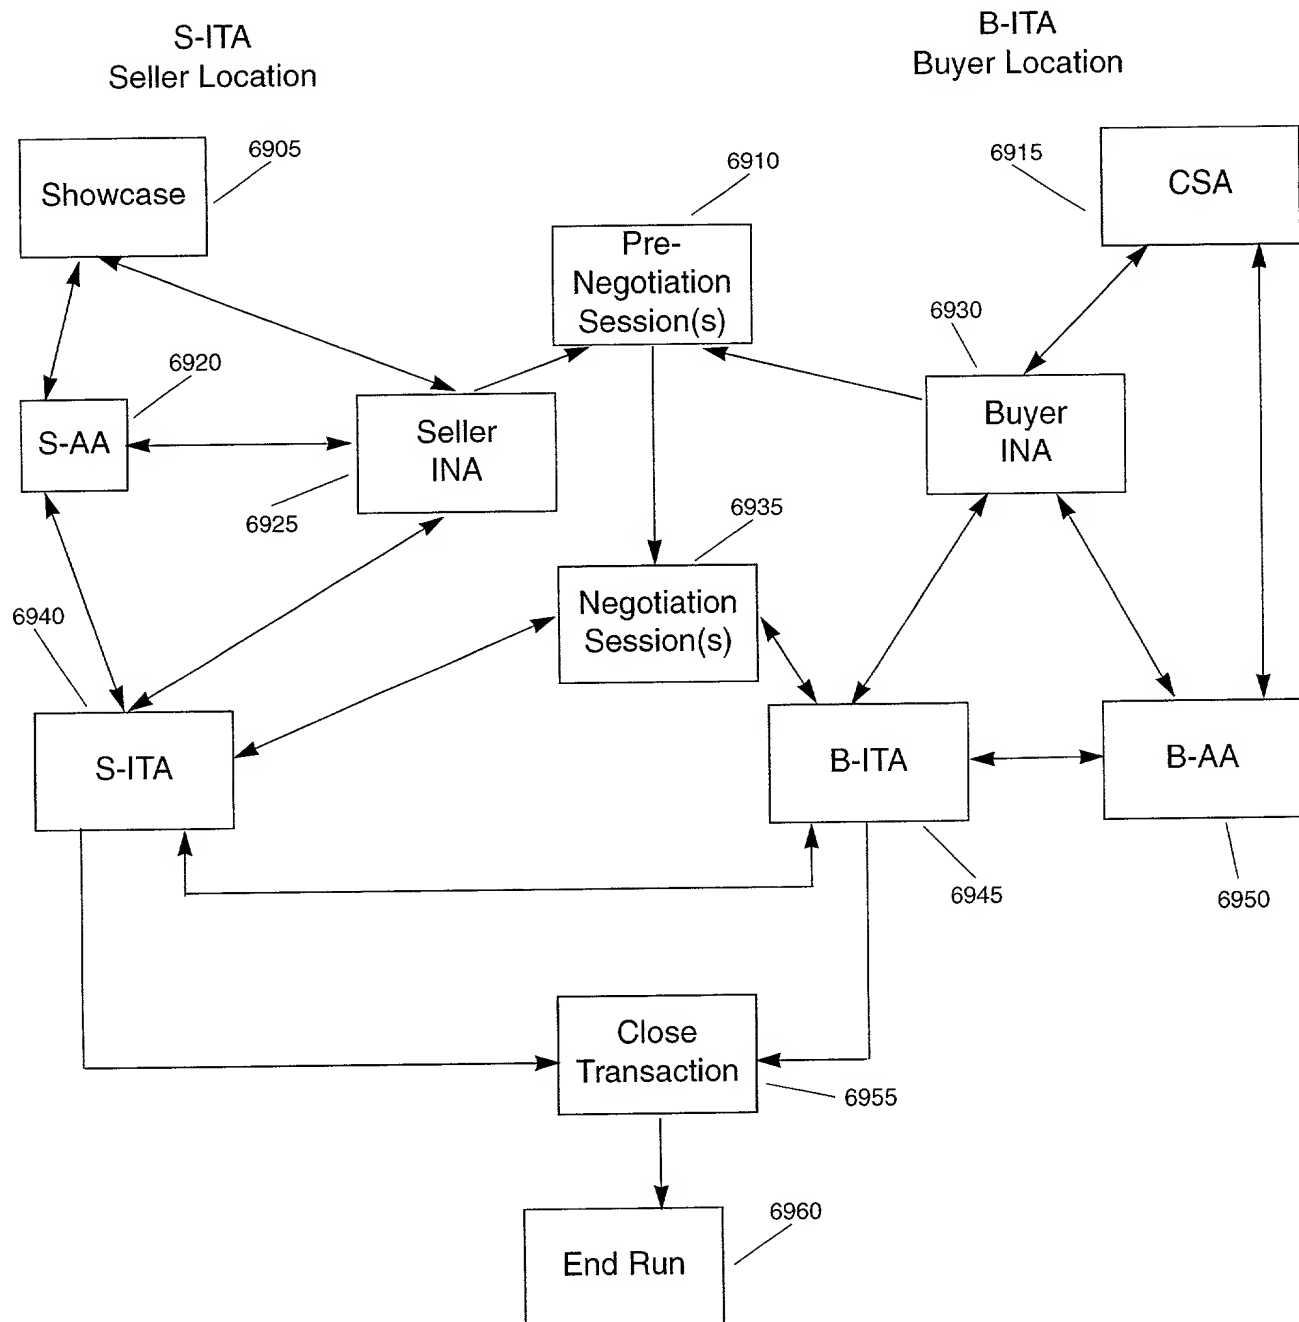 S-ITA
Seller Location
B-ITA
Buyer Location
6905
Showcase
6910
Pre-
Negotiation
Session(s)
6915
CSA
6920
S-AA
Seller
INA
6925
6930
Buyer
INA
6935
Negotiation
Session(s)
6940
S-ITA
B-ITA
6945
B-AA
6950
Close
Transaction
6955
6960
End Run